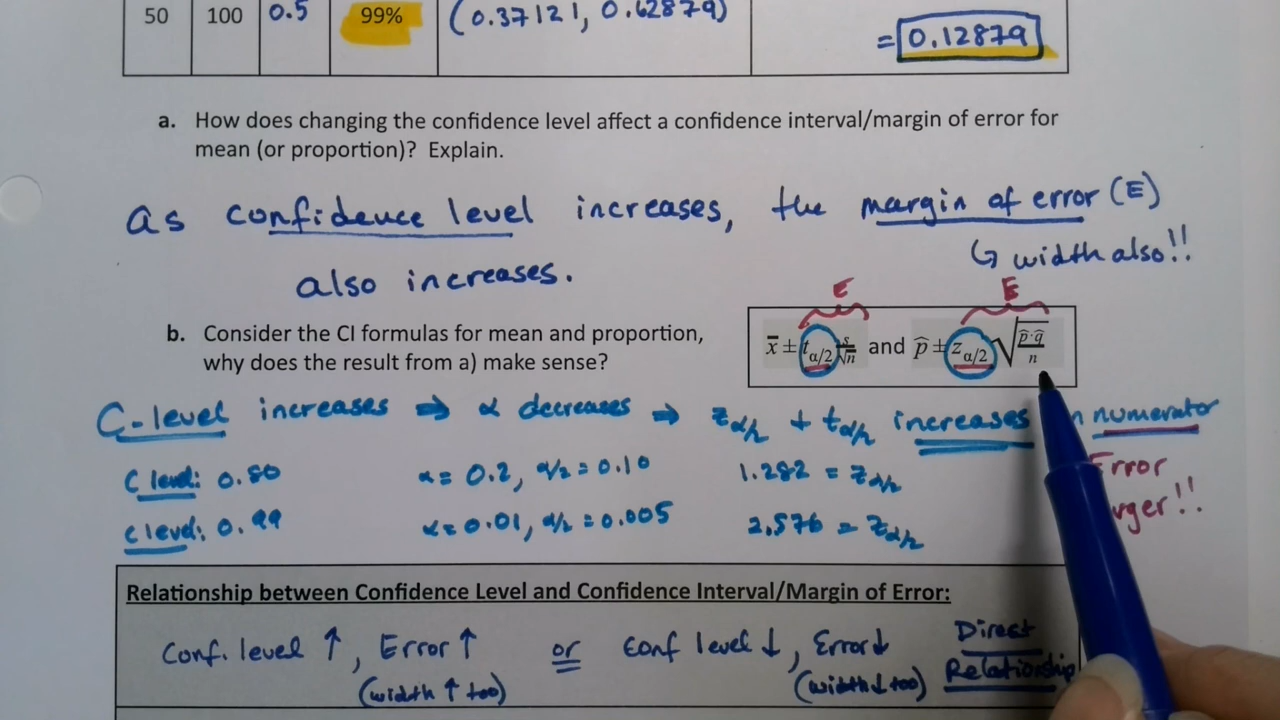 50 100 0.5 99% (0.37121, 0.62879)
= 0.12879
a. How does changing the confidence level affect a confidence interval/margin of error for
mean (or proportion)? Explain.
As confidence level increases, the margin of error (E)
↳ width also!!
also increases.
E E
b. Consider the CI formulas for mean and proportion,
why does the result from a) make sense?
x̅ ± t α/2 s/√n and p̂ ± z α/2 √(p̂·q̂/n)
C-level increases ⇒ α decreases ⇒ zα/2 + tα/2 increases numerator
C level: 0.80 α = 0.2, α/2 = 0.10 1.282 = zα/2
Error
C level: 0.99 α = 0.01, α/2 = 0.005 2.576 = zα/2
Relationship between Confidence Level and Confidence Interval/Margin of Error:
Conf. level ↑, Error ↑ or Conf level ↓, Error ↓ Direct
(width ↑ too) (width ↓ too) Relationship